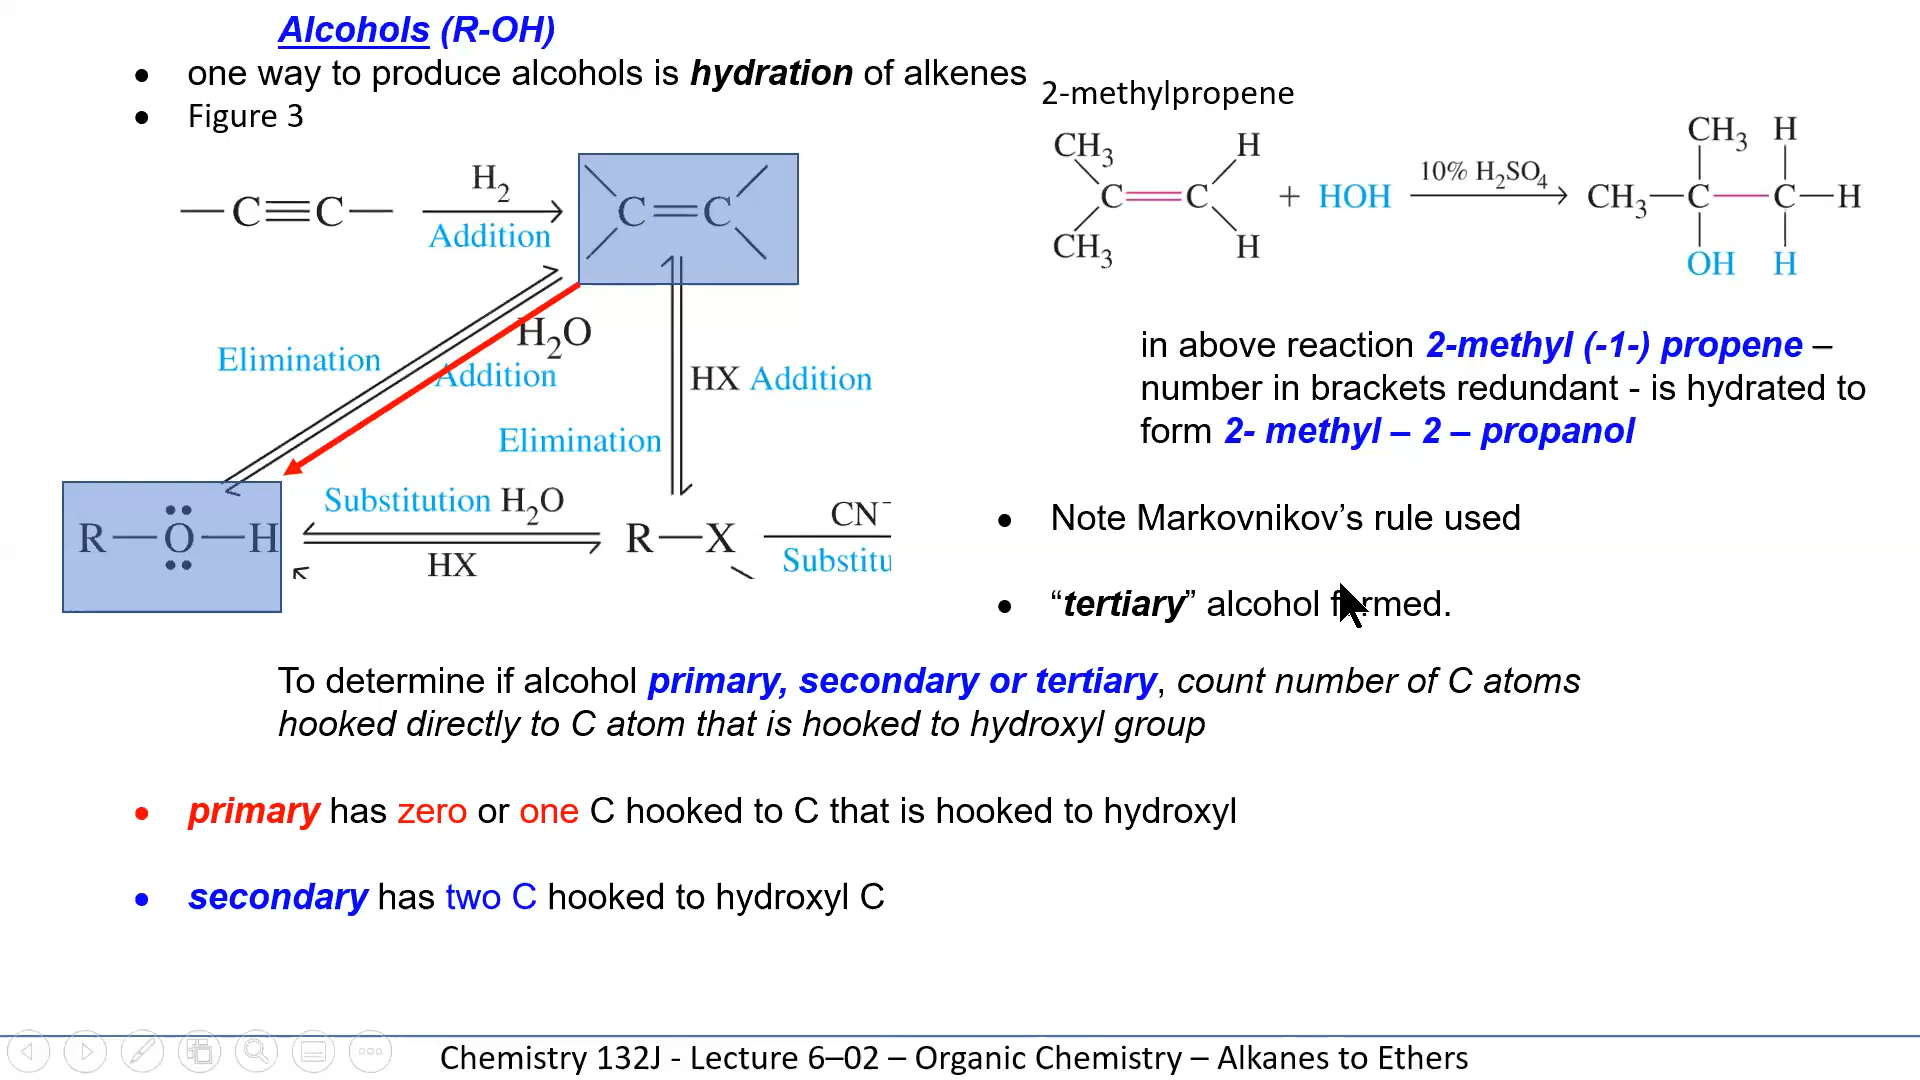 Alcohols (R-OH)
• one way to produce alcohols is hydration of alkenes
• Figure 3
—C≡C—
H₂
Addition
C=C
Elimination
H₂O
Addition
HX Addition
Elimination
R—O—H
Substitution H₂O
HX
R—X
CN⁻
Substitu
2-methylpropene
CH₃ H
C=C + HOH
CH₃ H
10% H₂SO₄
CH₃ H
CH₃—C—C—H
OH H
in above reaction 2-methyl (-1-) propene –
number in brackets redundant - is hydrated to
form 2- methyl – 2 – propanol
• Note Markovnikov’s rule used
• “tertiary” alcohol formed.
To determine if alcohol primary, secondary or tertiary, count number of C atoms
hooked directly to C atom that is hooked to hydroxyl group
• primary has zero or one C hooked to C that is hooked to hydroxyl
• secondary has two C hooked to hydroxyl C
Chemistry 132J - Lecture 6–02 – Organic Chemistry – Alkanes to Ethers